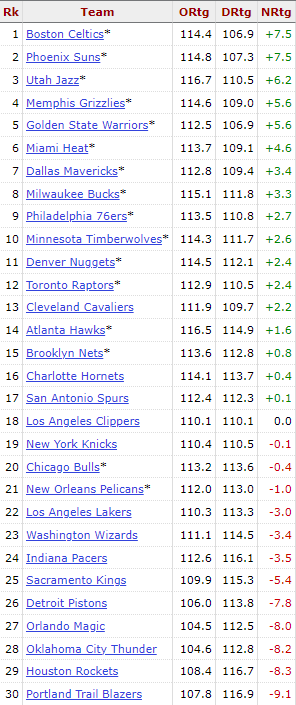 Rk Team ORtg DRtg NRtg
1 Boston Celtics* 114.4 106.9 +7.5
2 Phoenix Suns* 114.8 107.3 +7.5
3 Utah Jazz* 116.7 110.5 +6.2
4 Memphis Grizzlies* 114.6 109.0 +5.6
5 Golden State Warriors* 112.5 106.9 +5.6
6 Miami Heat* 113.7 109.1 +4.6
7 Dallas Mavericks* 112.8 109.4 +3.4
8 Milwaukee Bucks* 115.1 111.8 +3.3
9 Philadelphia 76ers* 113.5 110.8 +2.7
10 Minnesota Timberwolves* 114.3 111.7 +2.6
11 Denver Nuggets* 114.5 112.1 +2.4
12 Toronto Raptors* 112.9 110.5 +2.4
13 Cleveland Cavaliers 111.9 109.7 +2.2
14 Atlanta Hawks* 116.5 114.9 +1.6
15 Brooklyn Nets* 113.6 112.8 +0.8
16 Charlotte Hornets 114.1 113.7 +0.4
17 San Antonio Spurs 112.4 112.3 +0.1
18 Los Angeles Clippers 110.1 110.1 0.0
19 New York Knicks 110.4 110.5 -0.1
20 Chicago Bulls* 113.2 113.6 -0.4
21 New Orleans Pelicans* 112.0 113.0 -1.0
22 Los Angeles Lakers 110.3 113.3 -3.0
23 Washington Wizards 111.1 114.5 -3.4
24 Indiana Pacers 112.6 116.1 -3.5
25 Sacramento Kings 109.9 115.3 -5.4
26 Detroit Pistons 106.0 113.8 -7.8
27 Orlando Magic 104.5 112.5 -8.0
28 Oklahoma City Thunder 104.6 112.8 -8.2
29 Houston Rockets 108.4 116.7 -8.3
30 Portland Trail Blazers 107.8 116.9 -9.1